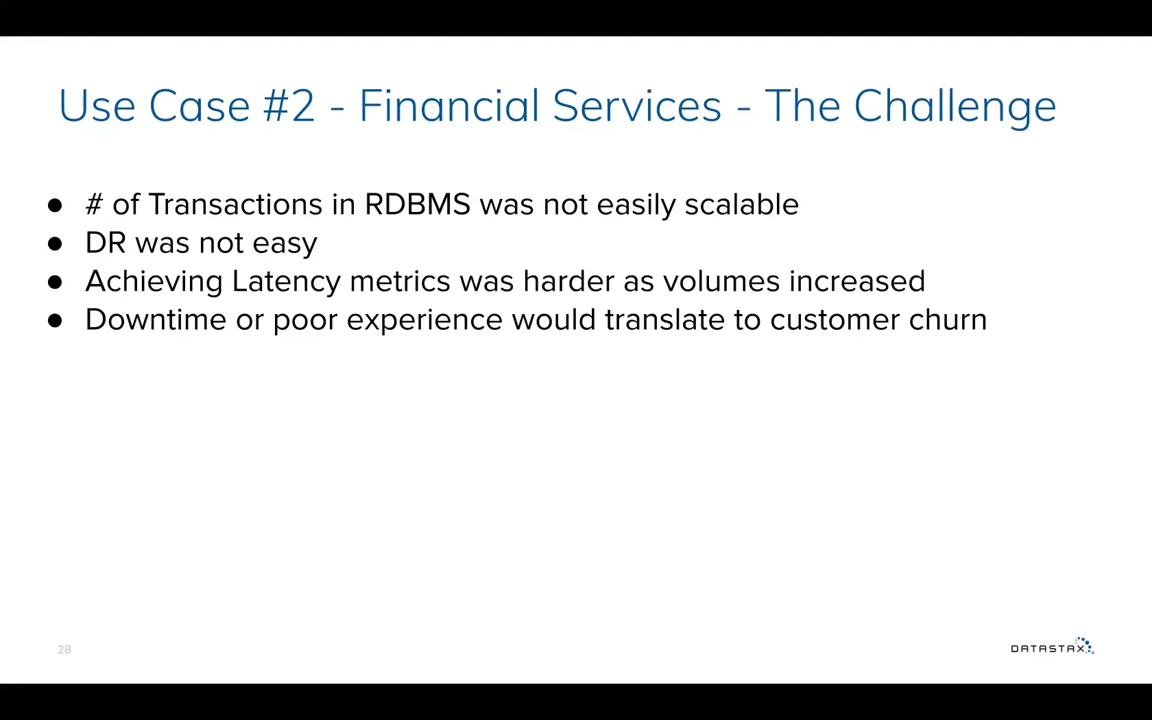 Use Case #2 - Financial Services - The Challenge
● # of Transactions in RDBMS was not easily scalable
● DR was not easy
● Achieving Latency metrics was harder as volumes increased
● Downtime or poor experience would translate to customer churn
28
DATASTAX